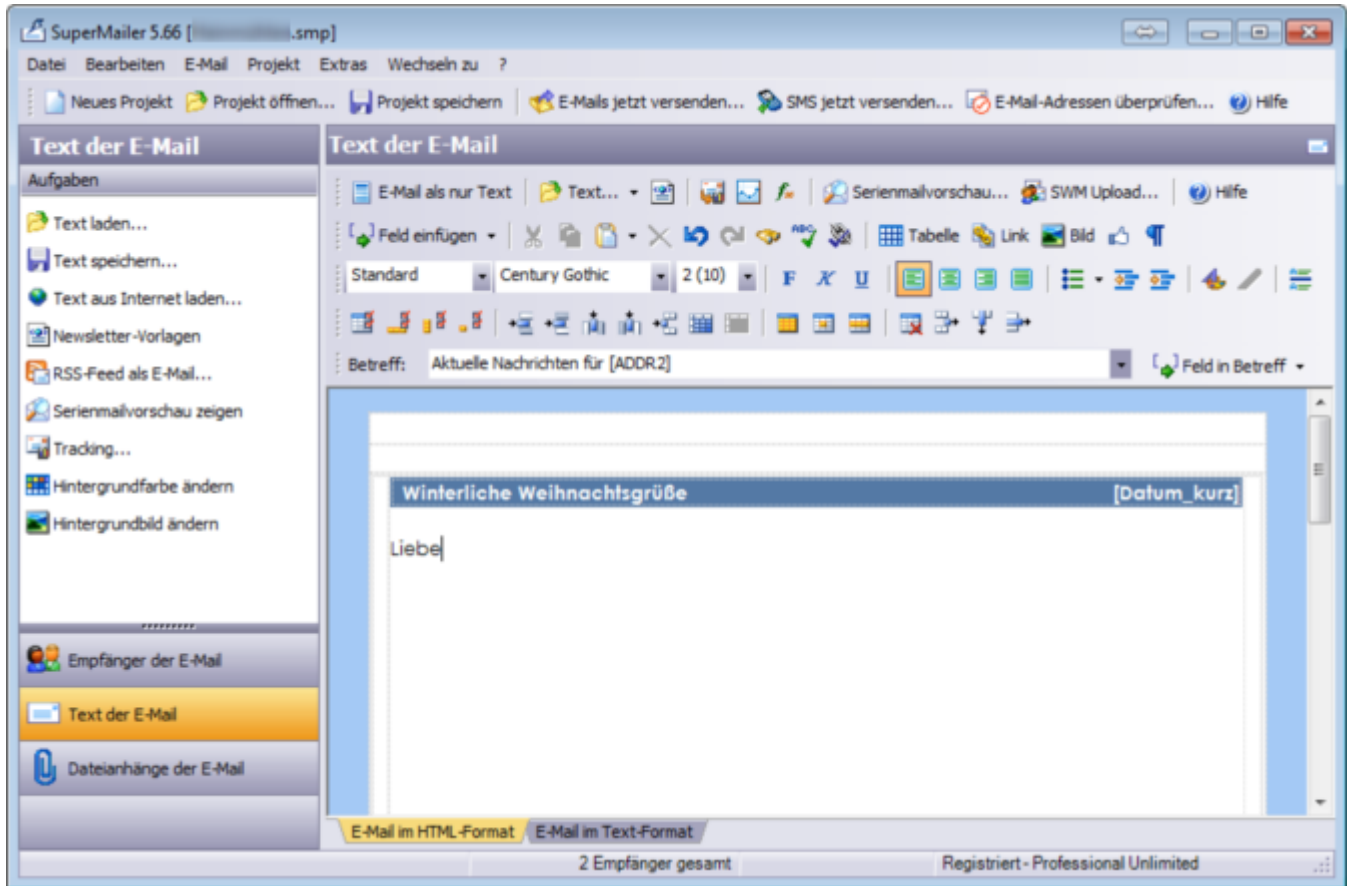 SuperMailer 5.66 [ .smp]
Datei Bearbeiten E-Mail Projekt Extras Wechseln zu ?
Neues Projekt Projekt öffnen... Projekt speichern E-Mails jetzt versenden... SMS jetzt versenden... E-Mail-Adressen überprüfen... Hilfe
Text der E-Mail
Aufgaben
Text laden...
Text speichern...
Text aus Internet laden...
Newsletter-Vorlagen
RSS-Feed als E-Mail...
Serienmailvorschau zeigen
Tracking...
Hintergrundfarbe ändern
Hintergrundbild ändern
Empfänger der E-Mail
Text der E-Mail
Dateianhänge der E-Mail
Text der E-Mail
E-Mail als nur Text Text... Serienmailvorschau... SWM Upload... Hilfe
Feld einfügen ABC Tabelle Link Bild
Standard Century Gothic 2 (10) F K U
Betreff: Aktuelle Nachrichten für [ADDR2] Feld in Betreff
Winterliche Weihnachtsgrüße [Datum_kurz]
Liebe
E-Mail im HTML-Format E-Mail im Text-Format
2 Empfänger gesamt Registriert - Professional Unlimited